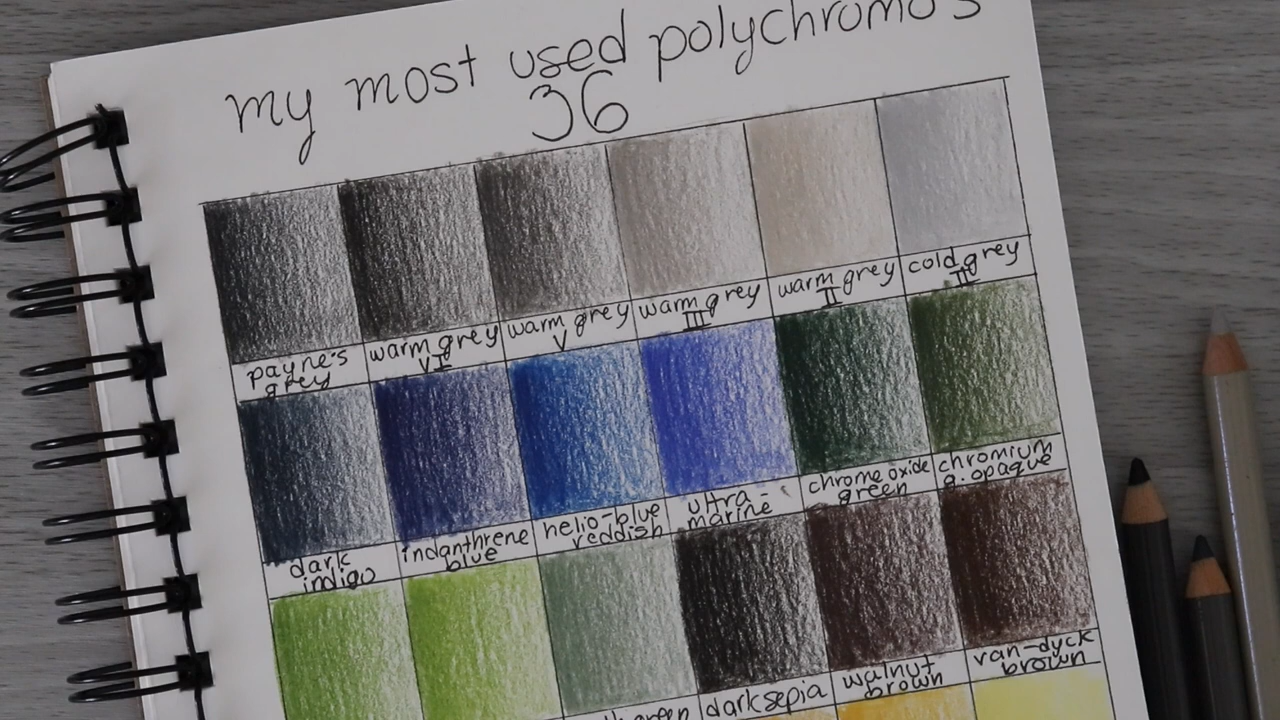 my most used polychromo's
36
payne's grey
warm grey VI
warm grey V
warm grey III
warm grey II
cold grey II
dark indigo
indanthrene blue
helio-blue reddish
ultra-marine
chrome oxide green
chromium g. opaque
green
dark sepia
walnut brown
van-dyck brown